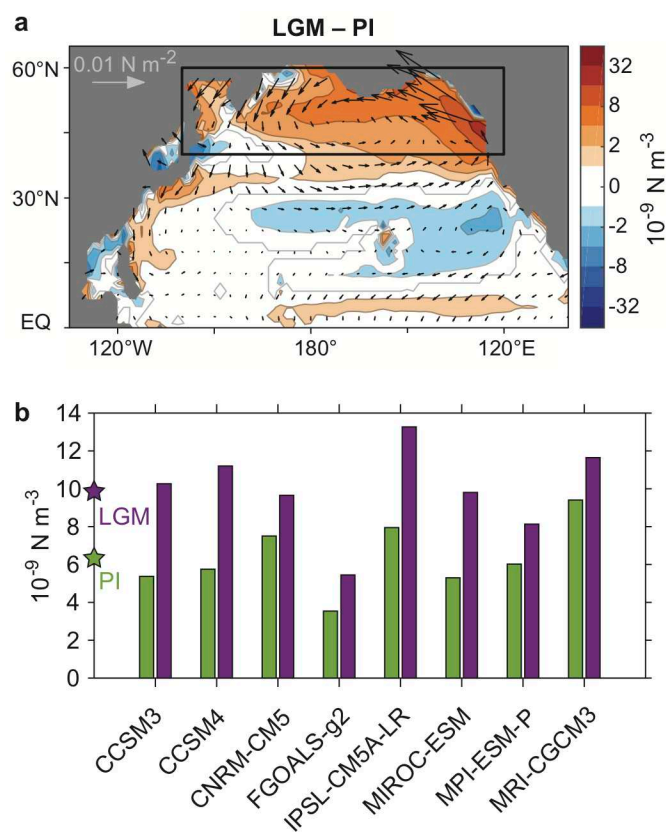 a
LGM – PI
0.01 N m-2
60°N
30°N
EQ
120°W
180°
120°E
32
8
2
0
-2
-8
-32
10-9 N m-3
b
14
12
10
8
6
4
2
0
10-9 N m-3
LGM
PI
CCSM3
CCSM4
CNRM-CM5
FGOALS-g2
IPSL-CM5A-LR
MIROC-ESM
MPI-ESM-P
MRI-CGCM3